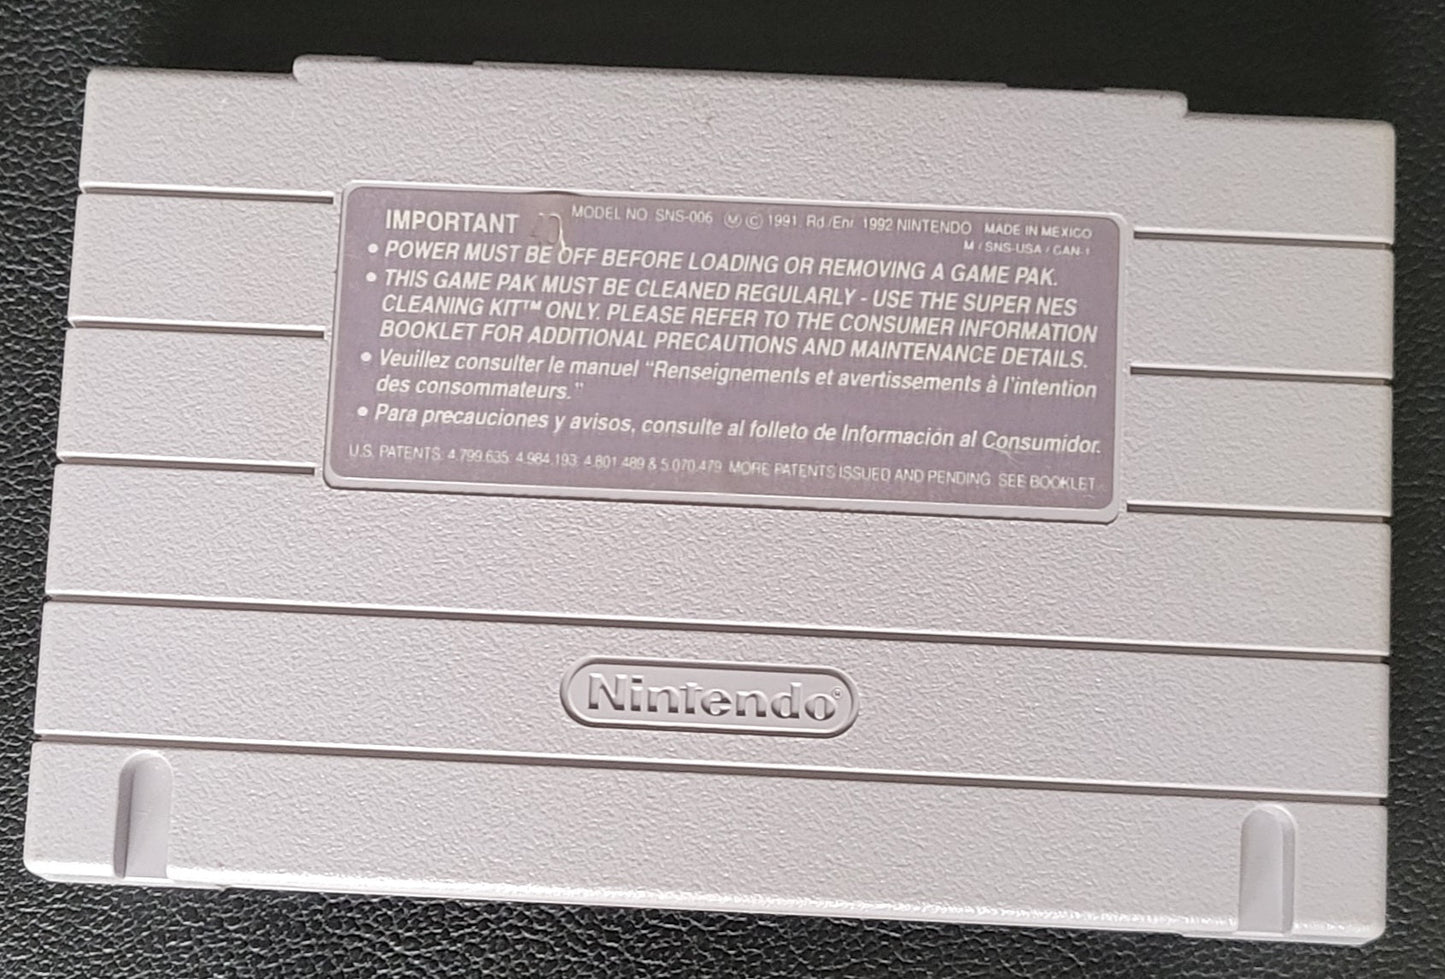 IMPORTANT MODEL NO. SNS-006 Ⓜ © 1991, Rd./Enr. 1992 NINTENDO MADE IN MEXICO
M / SNS-USA / CAN-1
• POWER MUST BE OFF BEFORE LOADING OR REMOVING A GAME PAK.
• THIS GAME PAK MUST BE CLEANED REGULARLY - USE THE SUPER NES
CLEANING KIT™ ONLY. PLEASE REFER TO THE CONSUMER INFORMATION
BOOKLET FOR ADDITIONAL PRECAUTIONS AND MAINTENANCE DETAILS.
• Veuillez consulter le manuel “Renseignements et avertissements à l'intention
des consommateurs.”
• Para precauciones y avisos, consulte al folleto de Información al Consumidor.
U.S. PATENTS: 4,799,635; 4,984,193; 4,801,489 & 5,070,479. MORE PATENTS ISSUED AND PENDING. SEE BOOKLET.
Nintendo®